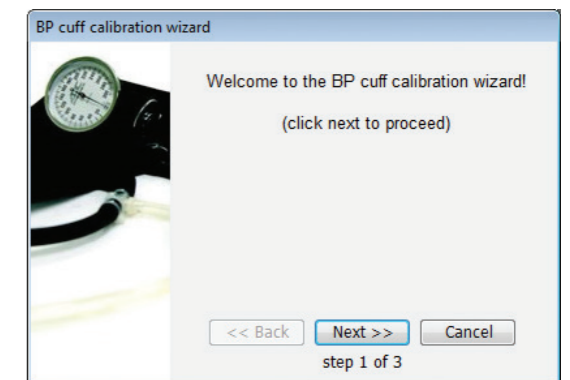 BP cuff calibration wizard
Welcome to the BP cuff calibration wizard!
(click next to proceed)
<< Back Next >> Cancel
step 1 of 3